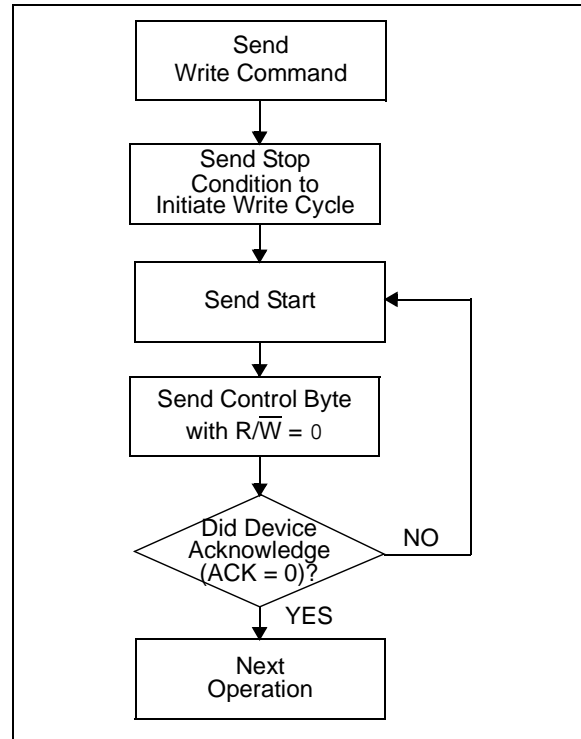 Send
Write Command
Send Stop
Condition to
Initiate Write Cycle
Send Start
Send Control Byte
with R/W̅ = 0
Did Device
Acknowledge
(ACK = 0)?
NO
YES
Next
Operation